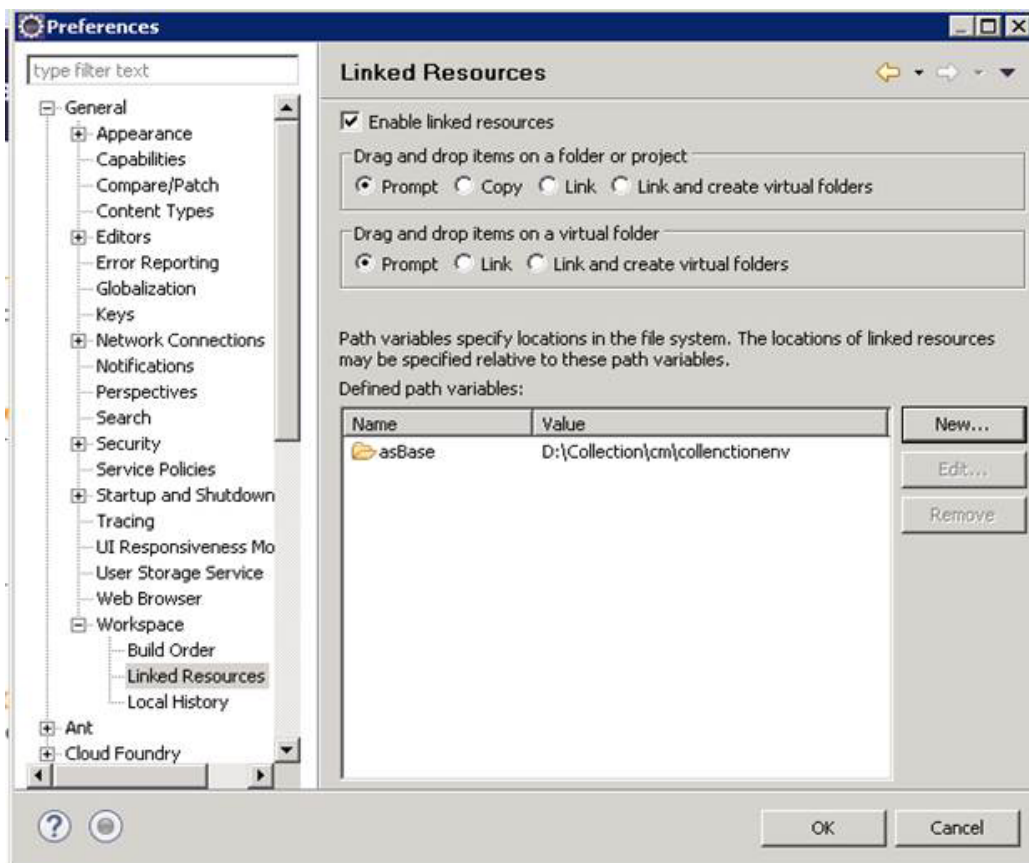 Preferences
type filter text
General
Appearance
Capabilities
Compare/Patch
Content Types
Editors
Error Reporting
Globalization
Keys
Network Connections
Notifications
Perspectives
Search
Security
Service Policies
Startup and Shutdown
Tracing
UI Responsiveness Mo
User Storage Service
Web Browser
Workspace
Build Order
Linked Resources
Local History
Ant
Cloud Foundry
Linked Resources
Enable linked resources
Drag and drop items on a folder or project
Prompt Copy Link Link and create virtual folders
Drag and drop items on a virtual folder
Prompt Link Link and create virtual folders
Path variables specify locations in the file system. The locations of linked resources
may be specified relative to these path variables.
Defined path variables:
Name Value
asBase D:\Collection\cm\collenctionenv
New...
Edit...
Remove
OK Cancel